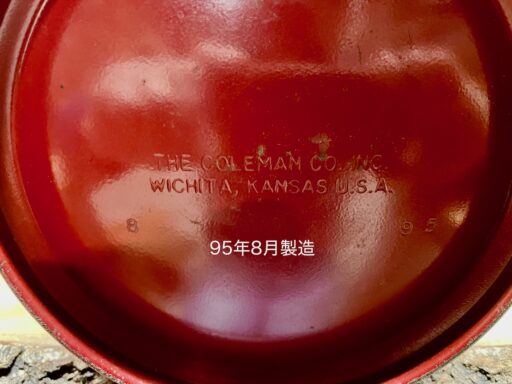 THE COLEMAN CO. INC.
WICHITA, KANSAS U.S.A.
8 95
95年8月製造